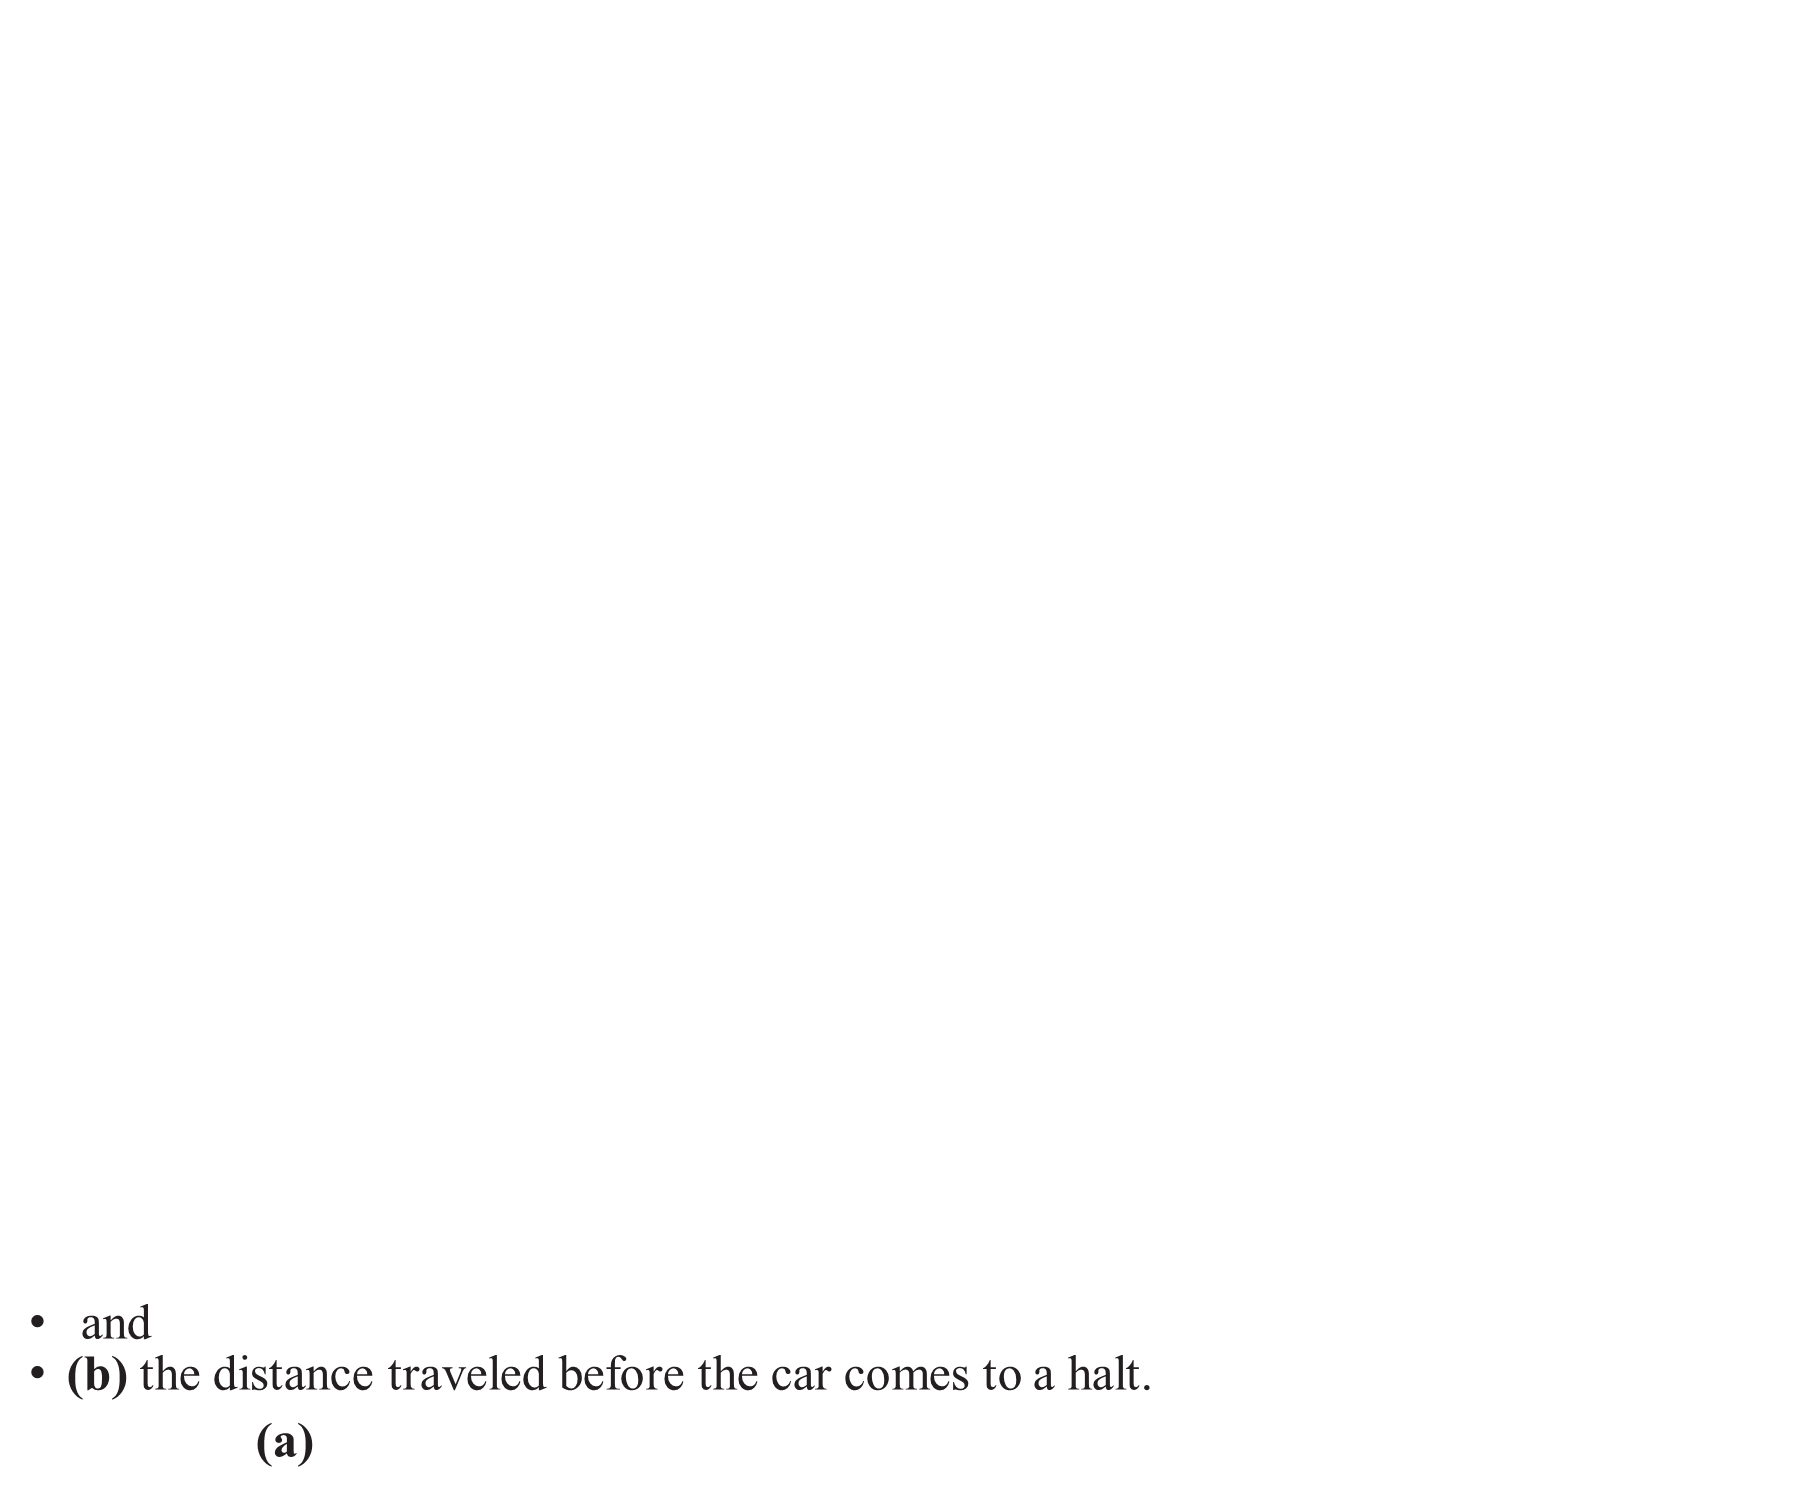 • and
• (b) the distance traveled before the car comes to a halt.
(a)